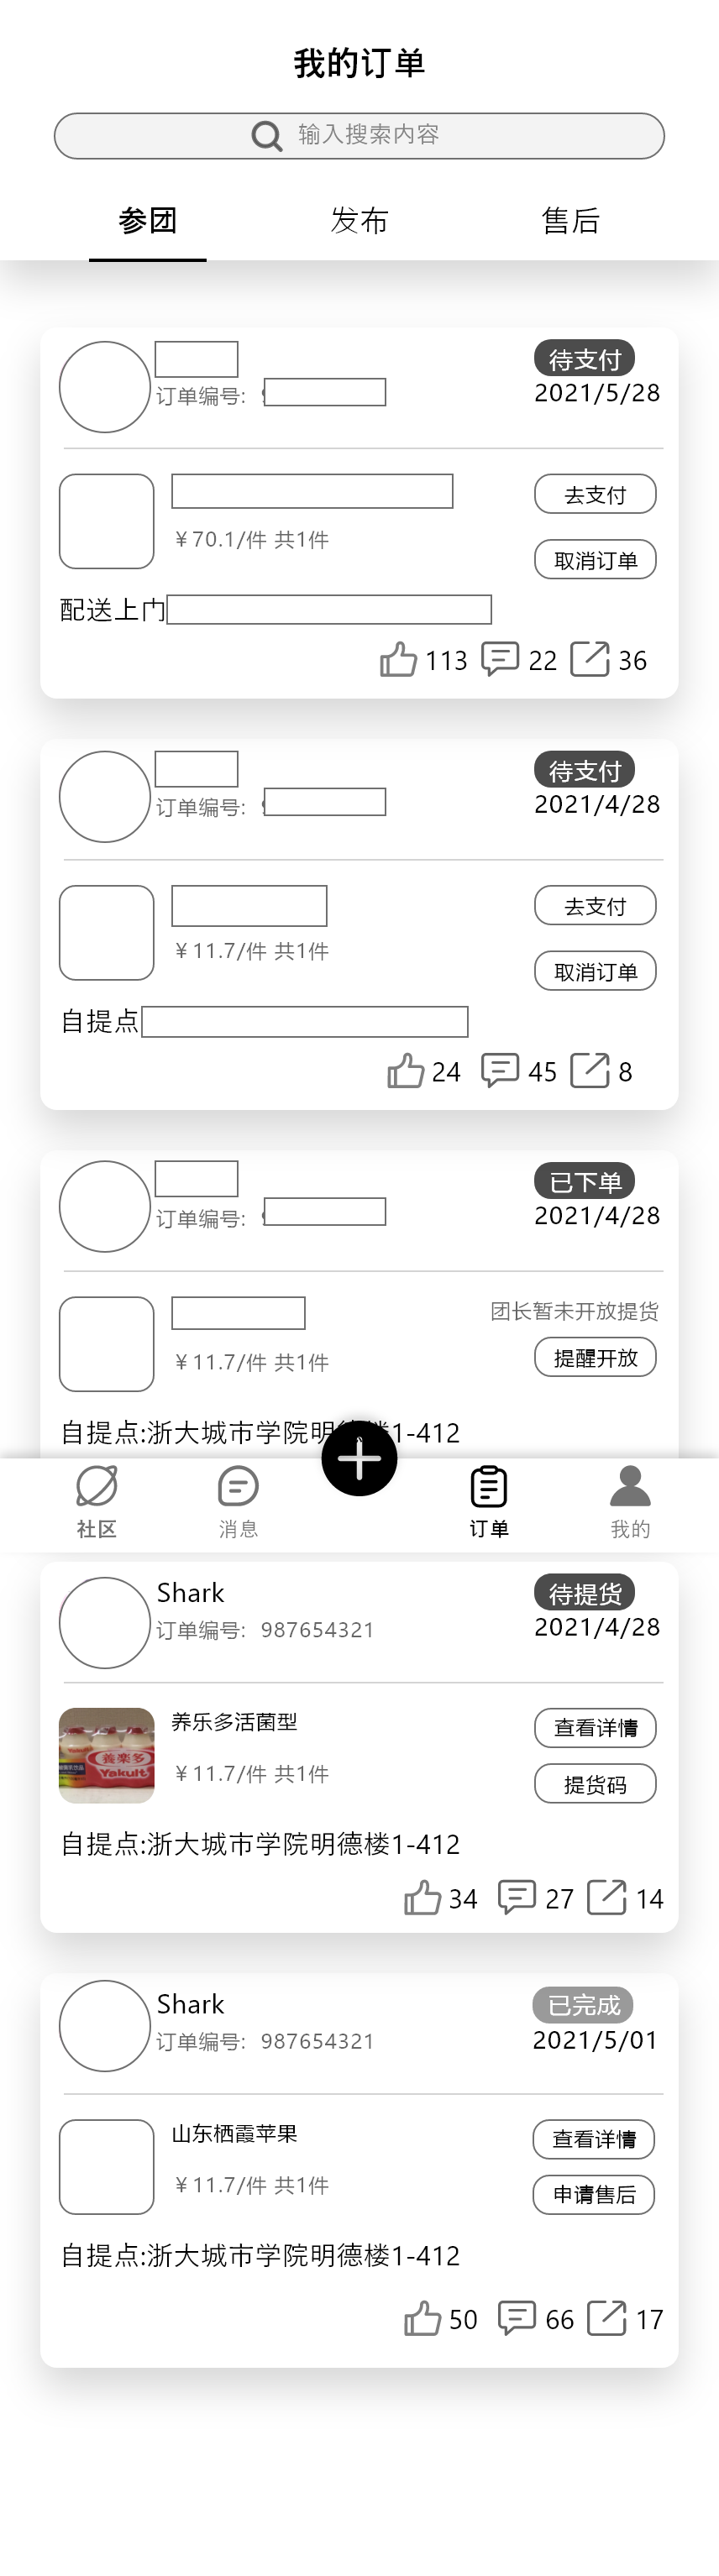 我的订单
输入搜索内容
参团 发布 售后
待支付
订单编号: 2021/5/28
去支付
￥70.1/件 共1件
取消订单
配送上门
113 22 36
待支付
订单编号: 2021/4/28
去支付
￥11.7/件 共1件
取消订单
自提点
24 45 8
已下单
订单编号: 2021/4/28
团长暂未开放提货
￥11.7/件 共1件 提醒开放
自提点:浙大城市学院明 1-412
社区 消息 订单 我的
Shark 待提货
订单编号: 987654321 2021/4/28
养乐多活菌型 查看详情
養楽多
Yakult
￥11.7/件 共1件 提货码
自提点:浙大城市学院明德楼1-412
34 27 14
Shark 已完成
订单编号: 987654321 2021/5/01
山东栖霞苹果 查看详情
￥11.7/件 共1件 申请售后
自提点:浙大城市学院明德楼1-412
50 66 17